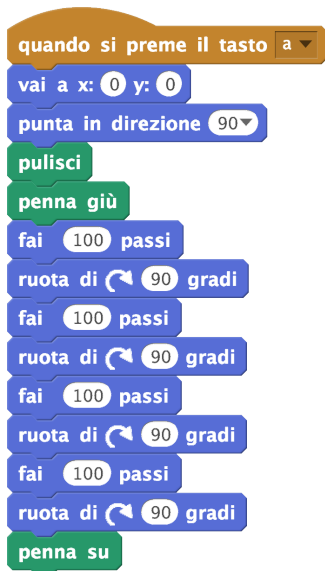 quando si preme il tasto a
vai a x: 0 y: 0
punta in direzione 90
pulisci
penna giù
fai 100 passi
ruota di 90 gradi
fai 100 passi
ruota di 90 gradi
fai 100 passi
ruota di 90 gradi
fai 100 passi
ruota di 90 gradi
penna su